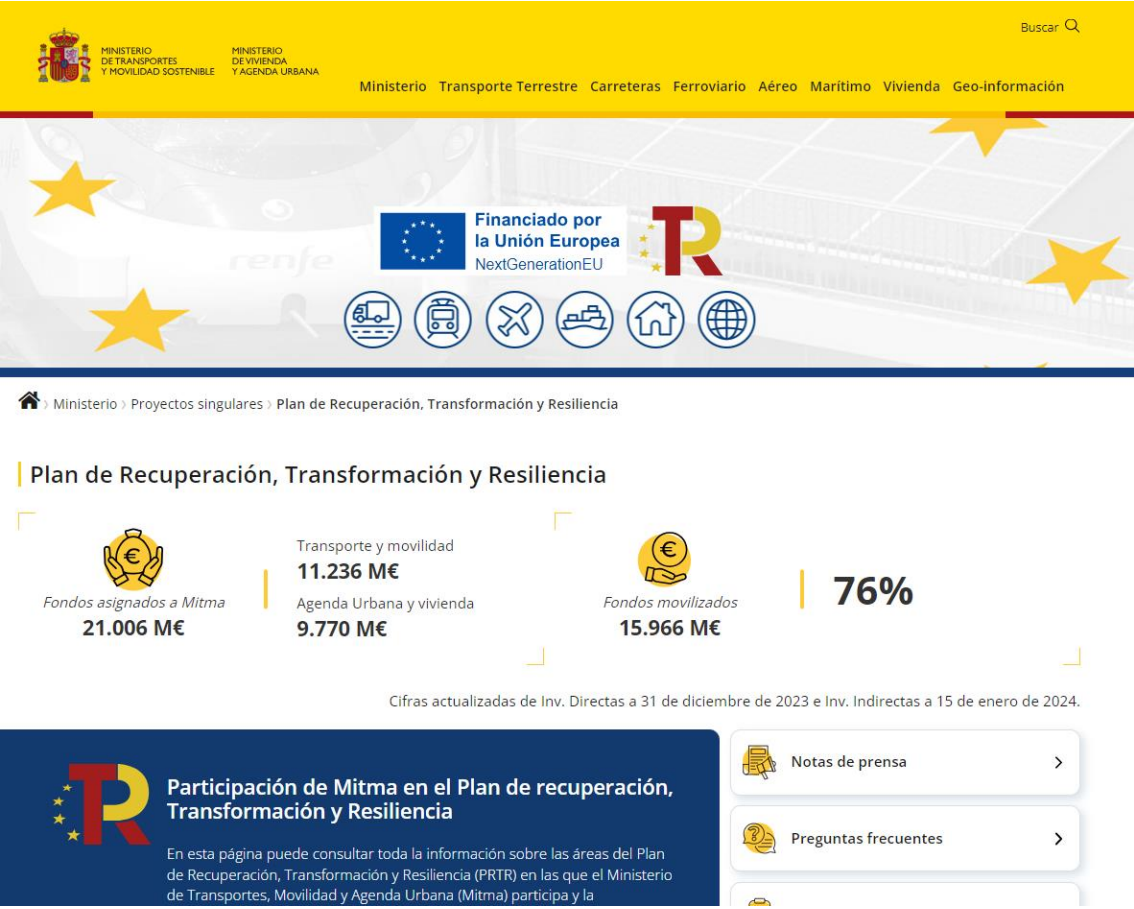 Buscar
MINISTERIO
DE TRANSPORTES
Y MOVILIDAD SOSTENIBLE
MINISTERIO
DE VIVIENDA
Y AGENDA URBANA
Ministerio Transporte Terrestre Carreteras Ferroviario Aéreo Marítimo Vivienda Geo-información
renfe
Financiado por
la Unión Europea
NextGenerationEU
TR
Ministerio › Proyectos singulares › Plan de Recuperación, Transformación y Resiliencia
Plan de Recuperación, Transformación y Resiliencia
Fondos asignados a Mitma
21.006 M€
Transporte y movilidad
11.236 M€
Agenda Urbana y vivienda
9.770 M€
Fondos movilizados
15.966 M€
76%
Cifras actualizadas de Inv. Directas a 31 de diciembre de 2023 e Inv. Indirectas a 15 de enero de 2024.
TR
Participación de Mitma en el Plan de recuperación,
Transformación y Resiliencia
En esta página puede consultar toda la información sobre las áreas del Plan
de Recuperación, Transformación y Resiliencia (PRTR) en las que el Ministerio
de Transportes, Movilidad y Agenda Urbana (Mitma) participa y la
Notas de prensa
Preguntas frecuentes